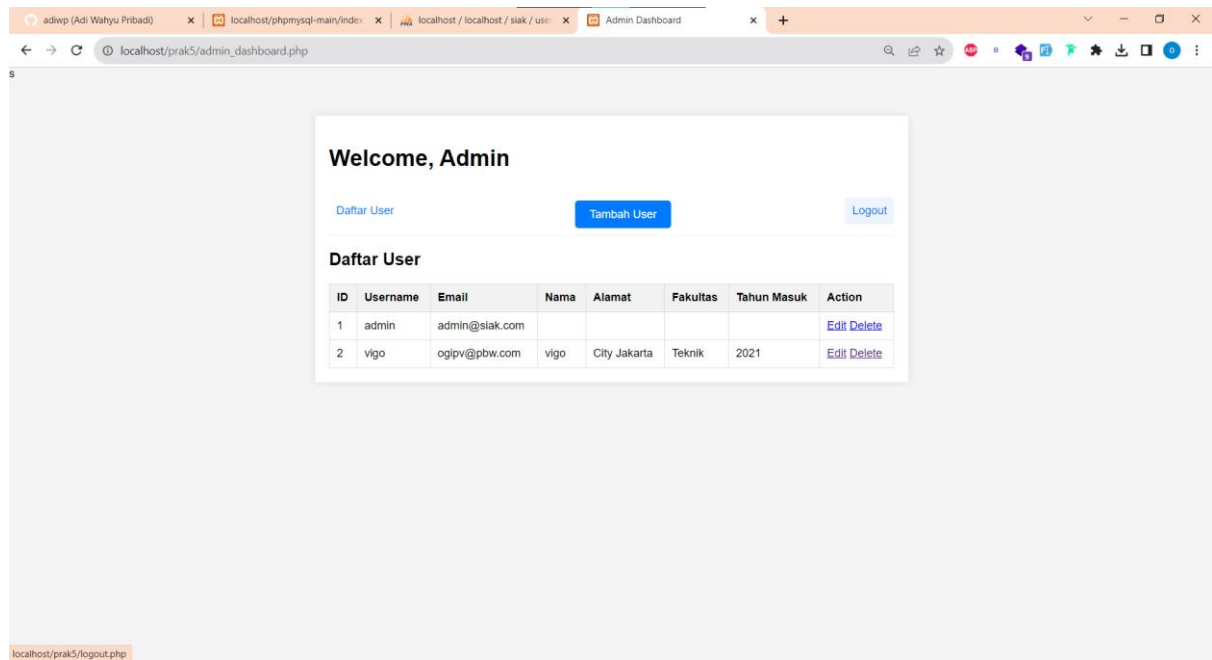 adiwp (Adi Wahyu Pribadi)
localhost/phpmysql-main/index
localhost / localhost / siak / use
Admin Dashboard
localhost/prak5/admin_dashboard.php
s
Welcome, Admin
Daftar User Tambah User Logout
Daftar User
ID Username Email Nama Alamat Fakultas Tahun Masuk Action
1 admin admin@siak.com Edit Delete
2 vigo ogipv@pbw.com vigo City Jakarta Teknik 2021 Edit Delete
localhost/prak5/logout.php